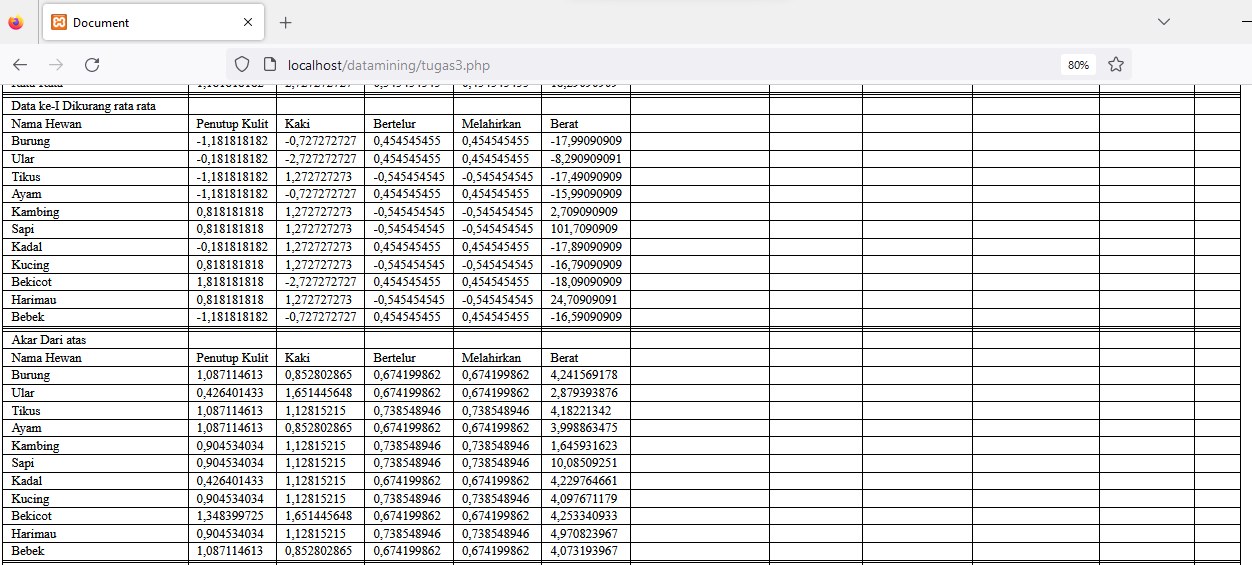 Document
localhost/datamining/tugas3.php
80%
Data ke-I Dikurang rata rata
Nama Hewan Penutup Kulit Kaki Bertelur Melahirkan Berat
Burung -1,181818182 -0,727272727 0,454545455 0,454545455 -17,99090909
Ular -0,181818182 -2,727272727 0,454545455 0,454545455 -8,290909091
Tikus -1,181818182 1,272727273 -0,545454545 -0,545454545 -17,49090909
Ayam -1,181818182 -0,727272727 0,454545455 0,454545455 -15,99090909
Kambing 0,818181818 1,272727273 -0,545454545 -0,545454545 2,709090909
Sapi 0,818181818 1,272727273 -0,545454545 -0,545454545 101,7090909
Kadal -0,181818182 1,272727273 0,454545455 0,454545455 -17,89090909
Kucing 0,818181818 1,272727273 -0,545454545 -0,545454545 -16,79090909
Bekicot 1,818181818 -2,727272727 0,454545455 0,454545455 -18,09090909
Harimau 0,818181818 1,272727273 -0,545454545 -0,545454545 24,70909091
Bebek -1,181818182 -0,727272727 0,454545455 0,454545455 -16,59090909
Akar Dari atas
Nama Hewan Penutup Kulit Kaki Bertelur Melahirkan Berat
Burung 1,087114613 0,852802865 0,674199862 0,674199862 4,241569178
Ular 0,426401433 1,651445648 0,674199862 0,674199862 2,879393876
Tikus 1,087114613 1,12815215 0,738548946 0,738548946 4,18221342
Ayam 1,087114613 0,852802865 0,674199862 0,674199862 3,998863475
Kambing 0,904534034 1,12815215 0,738548946 0,738548946 1,645931623
Sapi 0,904534034 1,12815215 0,738548946 0,738548946 10,08509251
Kadal 0,426401433 1,12815215 0,674199862 0,674199862 4,229764661
Kucing 0,904534034 1,12815215 0,738548946 0,738548946 4,097671179
Bekicot 1,348399725 1,651445648 0,674199862 0,674199862 4,253340933
Harimau 0,904534034 1,12815215 0,738548946 0,738548946 4,970823967
Bebek 1,087114613 0,852802865 0,674199862 0,674199862 4,073193967